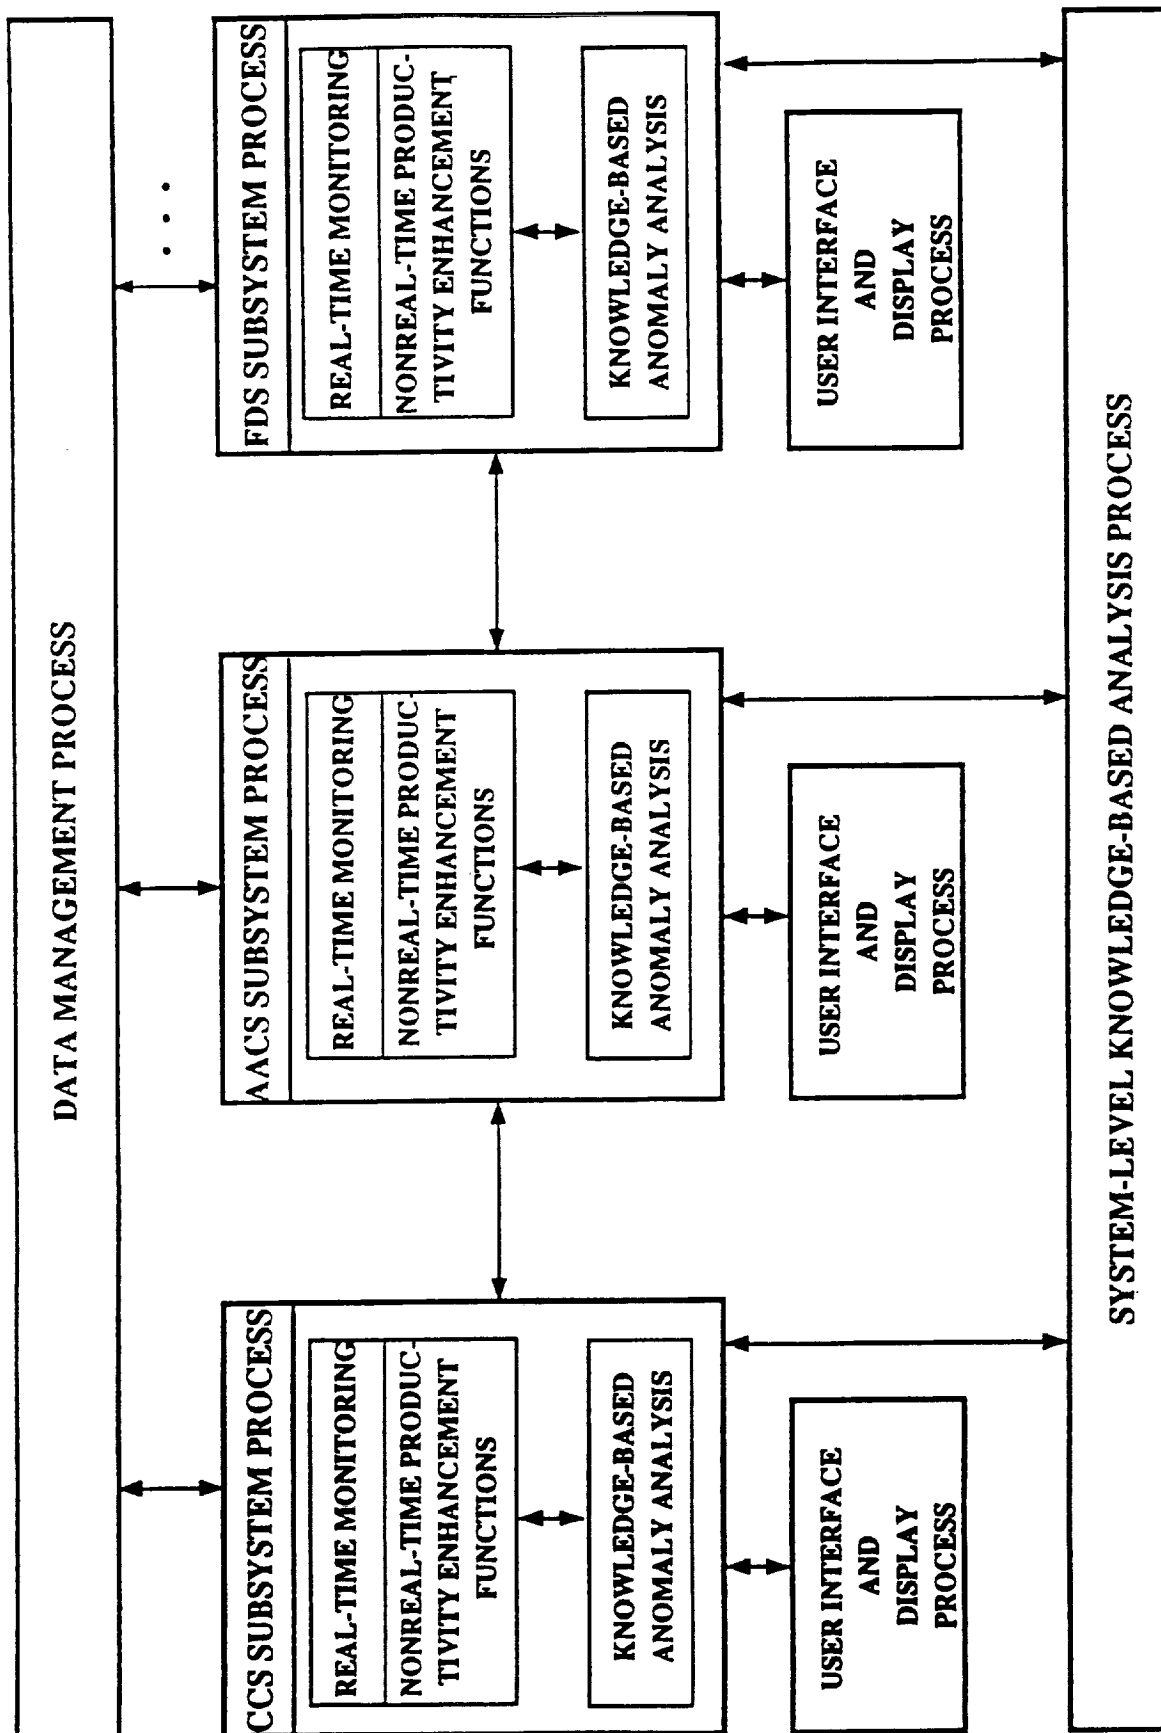 DATA MANAGEMENT PROCESS
CCS SUBSYSTEM PROCESS
REAL-TIME MONITORING
NONREAL-TIME PRODUC-
TIVITY ENHANCEMENT
FUNCTIONS
KNOWLEDGE-BASED
ANOMALY ANALYSIS
USER INTERFACE
AND
DISPLAY
PROCESS
AACS SUBSYSTEM PROCESS
REAL-TIME MONITORING
NONREAL-TIME PRODUC-
TIVITY ENHANCEMENT
FUNCTIONS
KNOWLEDGE-BASED
ANOMALY ANALYSIS
USER INTERFACE
AND
DISPLAY
PROCESS
FDS SUBSYSTEM PROCESS
REAL-TIME MONITORING
NONREAL-TIME PRODUC-
TIVITY ENHANCEMENT
FUNCTIONS
KNOWLEDGE-BASED
ANOMALY ANALYSIS
USER INTERFACE
AND
DISPLAY
PROCESS
. . .
SYSTEM-LEVEL KNOWLEDGE-BASED ANALYSIS PROCESS